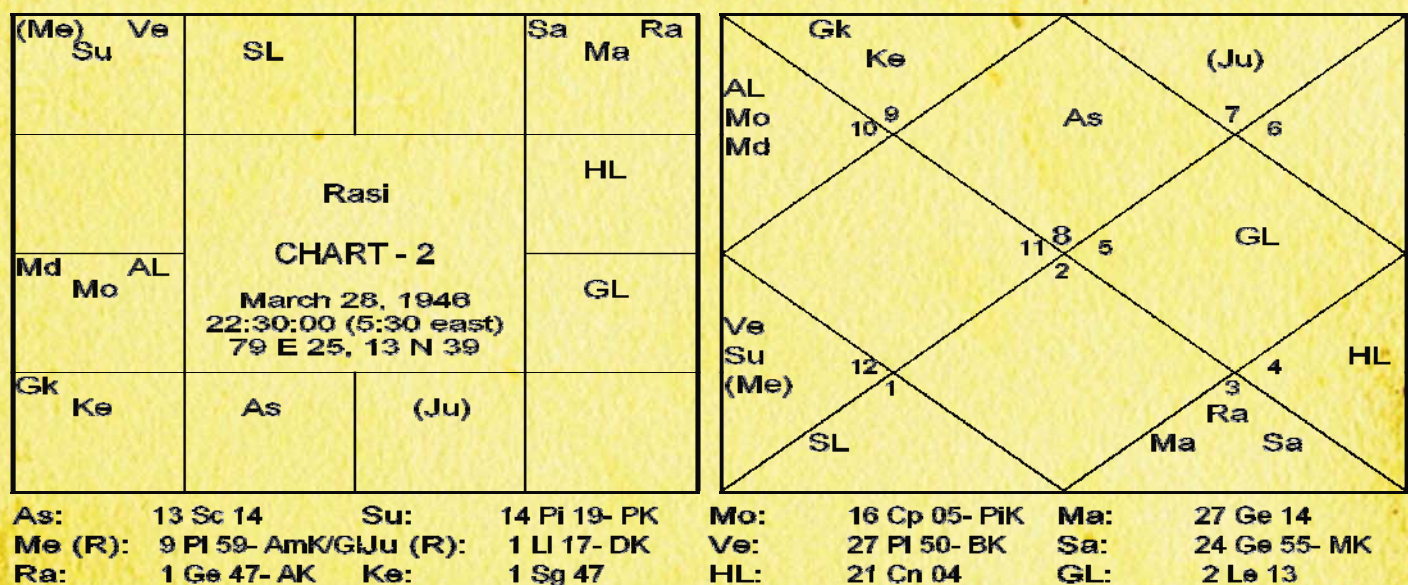 (Me) Ve
Su
SL
Sa Ra
Ma
HL
Rasi
CHART - 2
March 28, 1946
22:30:00 (5:30 east)
79 E 25, 13 N 39
Md AL
Mo
GL
Gk
Ke
As
(Ju)
Gk
Ke
(Ju)
AL
Mo
Md
As
10 9
7 6
11 8 5
2
GL
Ve
Su
(Me)
12
1
SL
4
3
HL
Ra
Ma Sa
As: 13 Sc 14 Su: 14 Pi 19- PK Mo: 16 Cp 05- PiK Ma: 27 Ge 14
Me (R): 9 Pi 59- AmK/ Ju (R): 1 Li 17- DK Ve: 27 Pi 50- BK Sa: 24 Ge 55- MK
Ra: 1 Ge 47- AK Ke: 1 Sg 47 HL: 21 Cn 04 GL: 2 Le 13